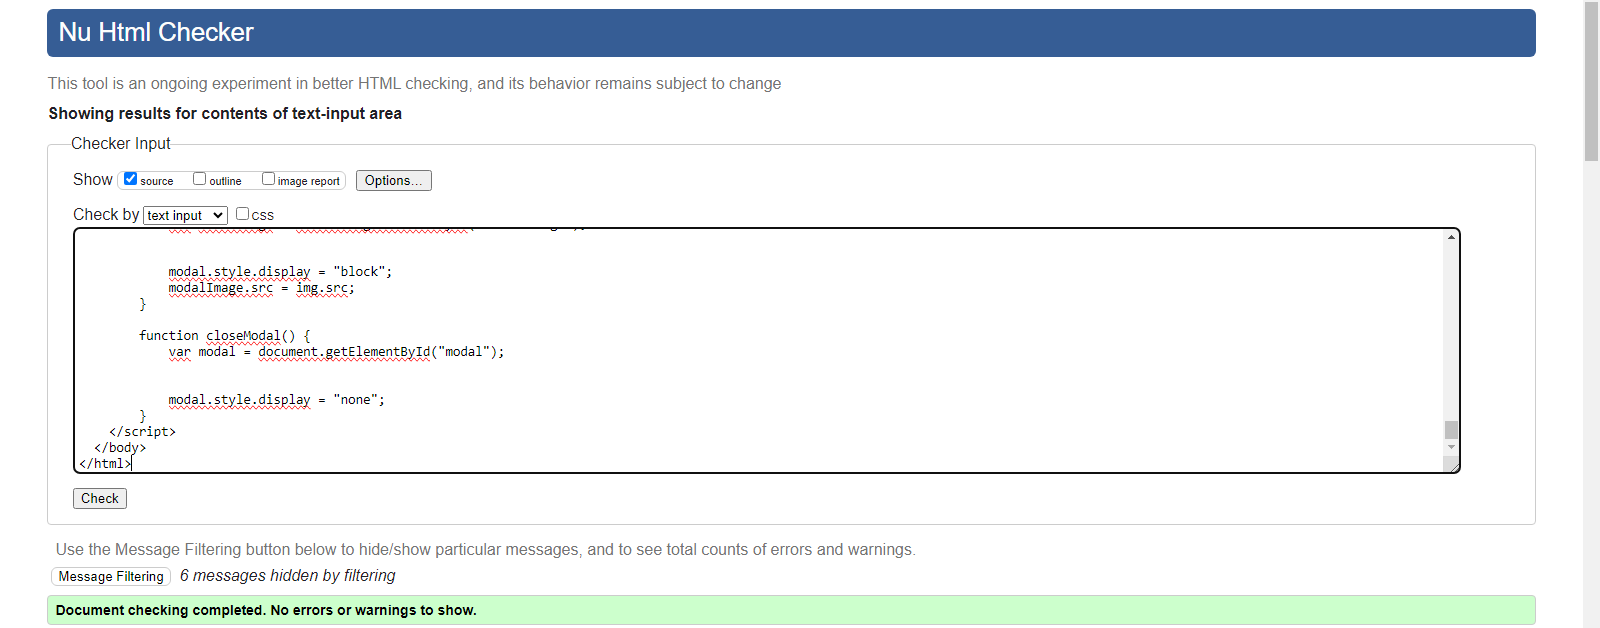 Nu Html Checker
This tool is an ongoing experiment in better HTML checking, and its behavior remains subject to change
Showing results for contents of text-input area
Checker Input
Show source outline image report Options...
Check by text input css
modal.style.display = "block";
modalImage.src = img.src;
}
function closeModal() {
var modal = document.getElementById("modal");
modal.style.display = "none";
}
</script>
</body>
</html>
Check
Use the Message Filtering button below to hide/show particular messages, and to see total counts of errors and warnings.
Message Filtering 6 messages hidden by filtering
Document checking completed. No errors or warnings to show.